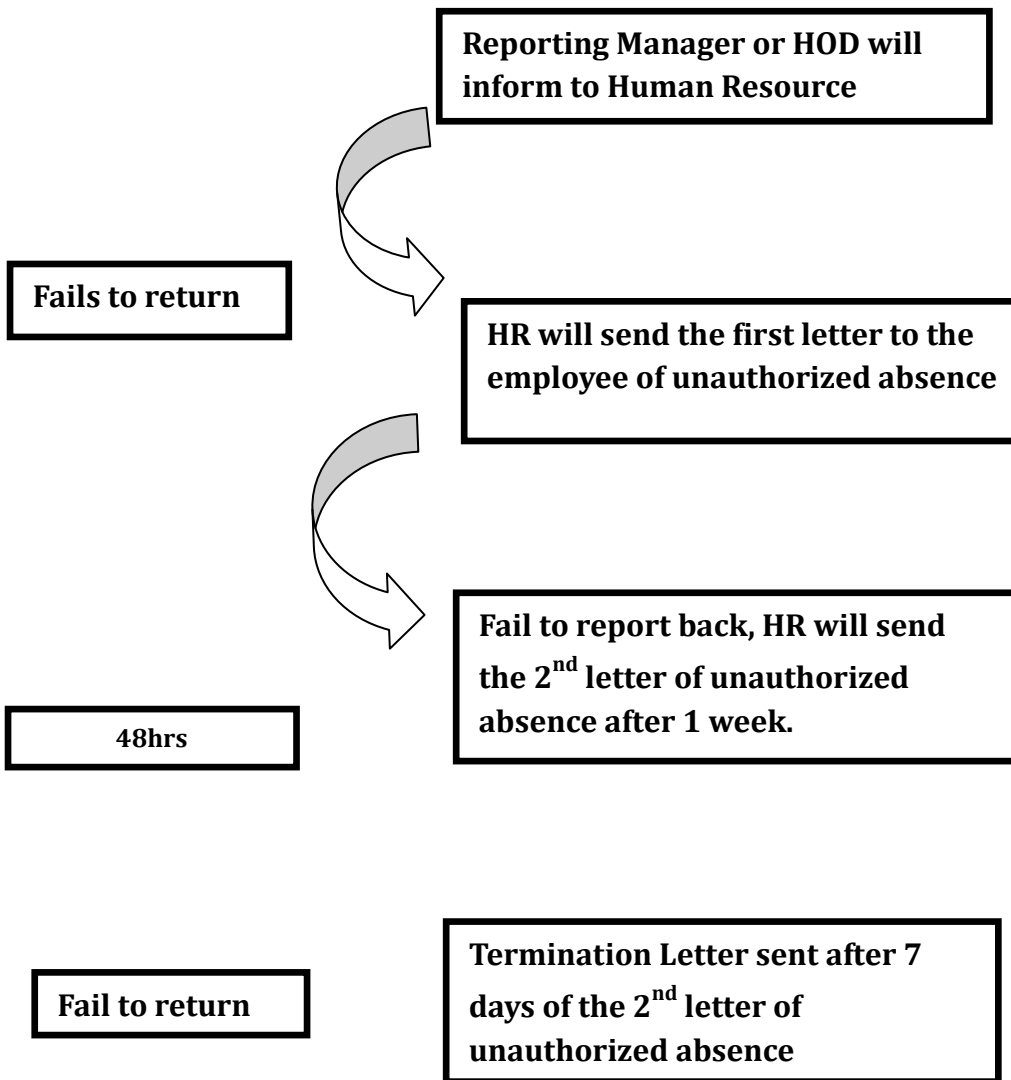 Reporting Manager or HOD will
inform to Human Resource
Fails to return
HR will send the first letter to the
employee of unauthorized absence
Fail to report back, HR will send
the 2nd letter of unauthorized
absence after 1 week.
48hrs
Termination Letter sent after 7
days of the 2nd letter of
unauthorized absence
Fail to return